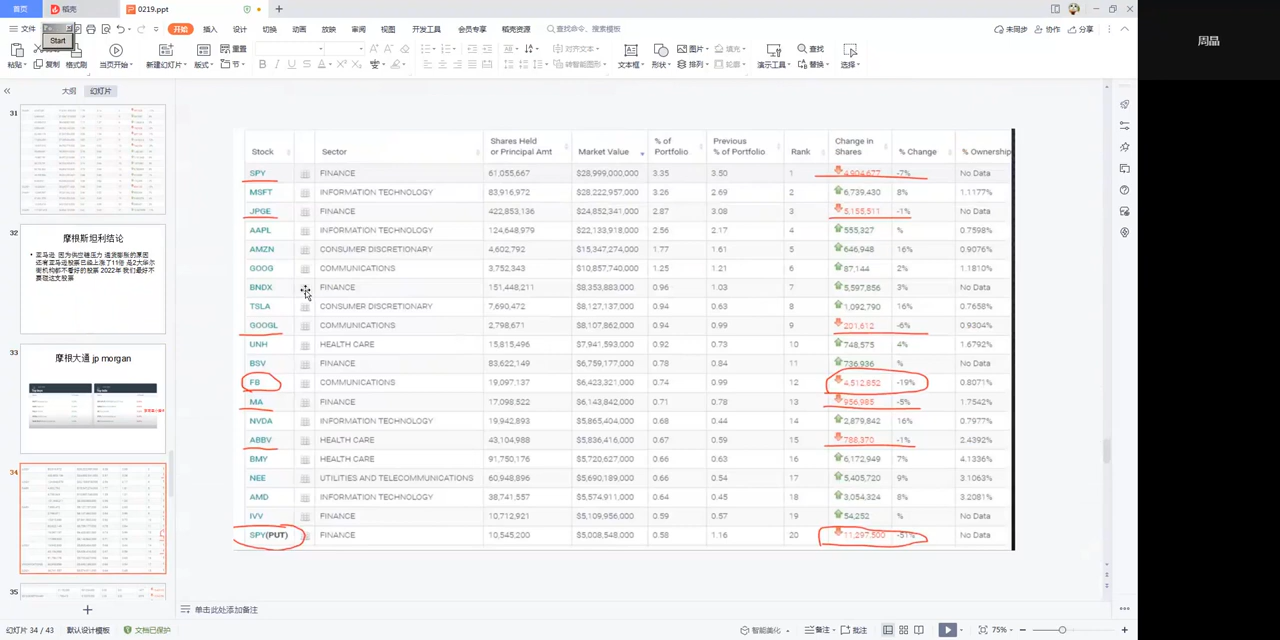 首页 稻壳 0219.ppt
文件 开始 插入 设计 切换 动画 放映 审阅 视图 开发工具 会员专享 稻壳资源 查找命令、搜索模板 未同步 协作 分享
Start
粘贴 复制 格式刷 当页开始 新建幻灯片 版式 重置 节 B I U S A 对齐文本 转智能图形 文本框 形状 图片 排列 填充 轮廓 演示工具 查找 替换 选择
周晶
大纲 幻灯片
31
32
摩根斯坦利结论
33
摩根大通 jp morgan
34
35
Stock Sector Shares Held or Principal Amt Market Value % of Portfolio Previous % of Portfolio Rank Change in Shares % Change % Ownership
SPY FINANCE 61,055,667 $28,999,000,000 3.35 3.50 1 4,904,677 -7% No Data
MSFT INFORMATION TECHNOLOGY 83,916,972 $28,222,957,000 3.26 2.69 2 6,739,430 8% 1.1177%
JPGE FINANCE 422,853,136 $24,852,341,000 2.87 3.08 3 5,155,511 -1% No Data
AAPL INFORMATION TECHNOLOGY 124,648,979 $22,133,918,000 2.56 2.17 4 555,327 % 0.7598%
AMZN CONSUMER DISCRETIONARY 4,602,792 $15,347,274,000 1.77 1.61 5 646,948 16% 0.9076%
GOOG COMMUNICATIONS 3,752,343 $10,857,740,000 1.25 1.21 6 87,144 2% 1.1810%
BNDX FINANCE 151,448,211 $8,353,883,000 0.96 1.03 7 5,597,856 3% No Data
TSLA CONSUMER DISCRETIONARY 7,690,472 $8,127,137,000 0.94 0.63 8 1,092,790 16% 0.7658%
GOOGL COMMUNICATIONS 2,798,671 $8,107,862,000 0.94 0.99 9 201,612 -6% 0.9304%
UNH HEALTH CARE 15,815,496 $7,941,593,000 0.92 0.73 10 748,575 4% 1.6792%
BSV FINANCE 83,622,149 $6,759,177,000 0.78 0.84 11 736,936 % No Data
FB COMMUNICATIONS 19,097,137 $6,423,321,000 0.74 0.99 12 4,512,852 -19% 0.8071%
MA FINANCE 17,098,522 $6,143,842,000 0.71 0.78 13 956,985 -5% 1.7542%
NVDA INFORMATION TECHNOLOGY 19,942,893 $5,865,404,000 0.68 0.44 14 2,879,842 16% 0.7977%
ABBV HEALTH CARE 43,104,988 $5,836,416,000 0.67 0.59 15 788,370 -1% 2.4392%
BMY HEALTH CARE 91,750,176 $5,720,627,000 0.66 0.63 16 6,172,949 7% 4.1336%
NEE UTILITIES AND TELECOMMUNICATIONS 60,948,896 $5,690,189,000 0.66 0.54 17 5,405,720 9% 3.1063%
AMD INFORMATION TECHNOLOGY 38,741,557 $5,574,911,000 0.64 0.45 18 3,054,324 8% 3.2081%
IVV FINANCE 10,712,921 $5,109,956,000 0.59 0.57 19 54,252 % No Data
SPY(PUT) FINANCE 10,545,200 $5,008,548,000 0.58 1.16 20 11,297,500 -51% No Data
单击此处添加备注
幻灯片 34 / 43 默认设计模板 文档已保护 智能美化 备注 批注 75%